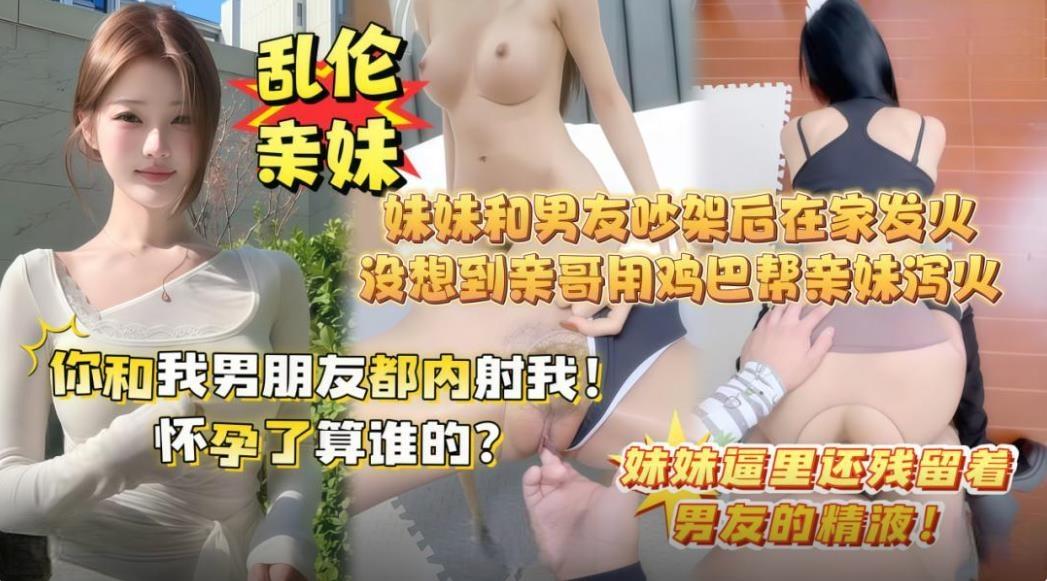 乱伦
亲妹
妹妹和男友吵架后在家发火
没想到亲哥用鸡巴帮亲妹泻火
你和我男朋友都内射我!
怀孕了算谁的?
妹妹逼里还残留着
男友的精液!